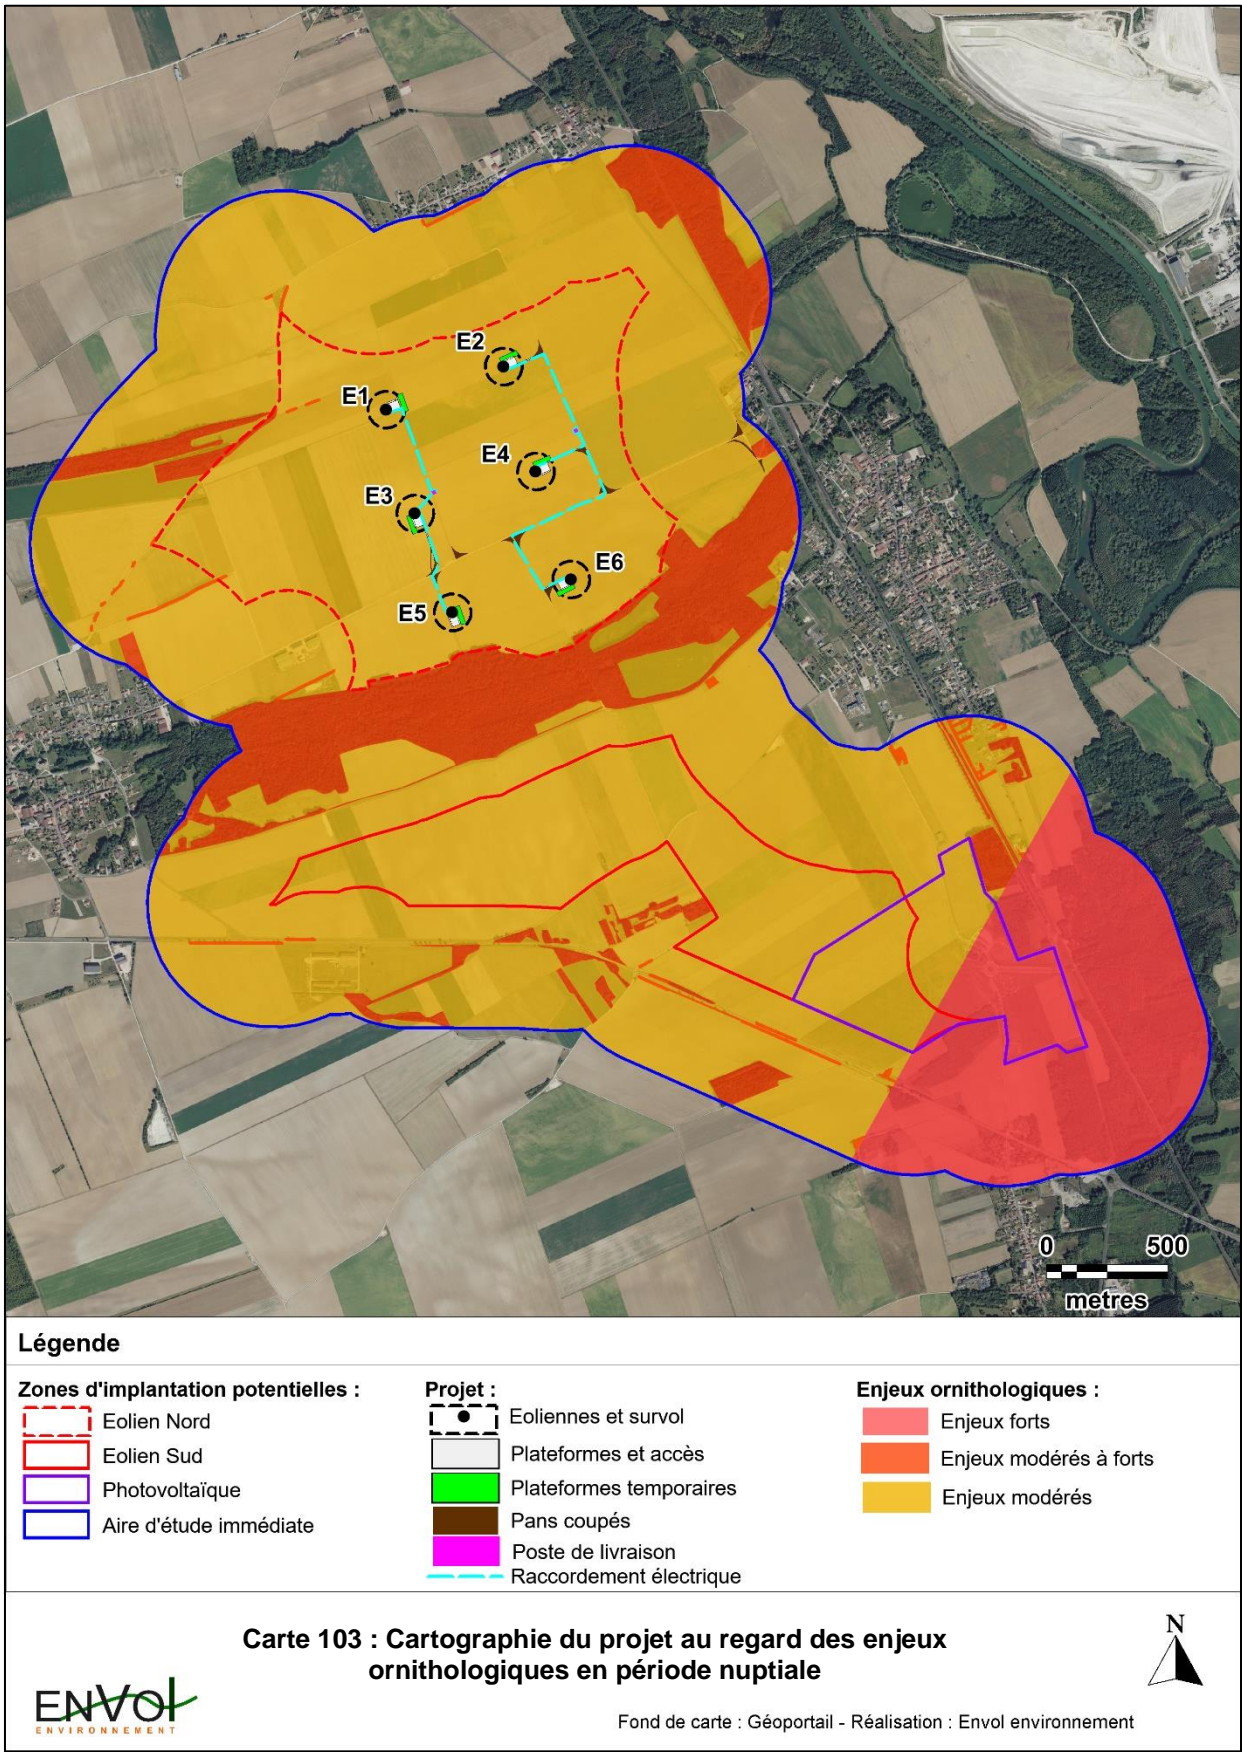 E2
E1
E4
E3
E6
E5
0 500
metres
Légende
Zones d'implantation potentielles :
Eolien Nord
Eolien Sud
Photovoltaïque
Aire d'étude immédiate
Projet :
Eoliennes et survol
Plateformes et accès
Plateformes temporaires
Pans coupés
Poste de livraison
Raccordement électrique
Enjeux ornithologiques :
Enjeux forts
Enjeux modérés à forts
Enjeux modérés
Carte 103 : Cartographie du projet au regard des enjeux
ornithologiques en période nuptiale
N
ENVOl
ENVIRONNEMENT
Fond de carte : Géoportail - Réalisation : Envol environnement